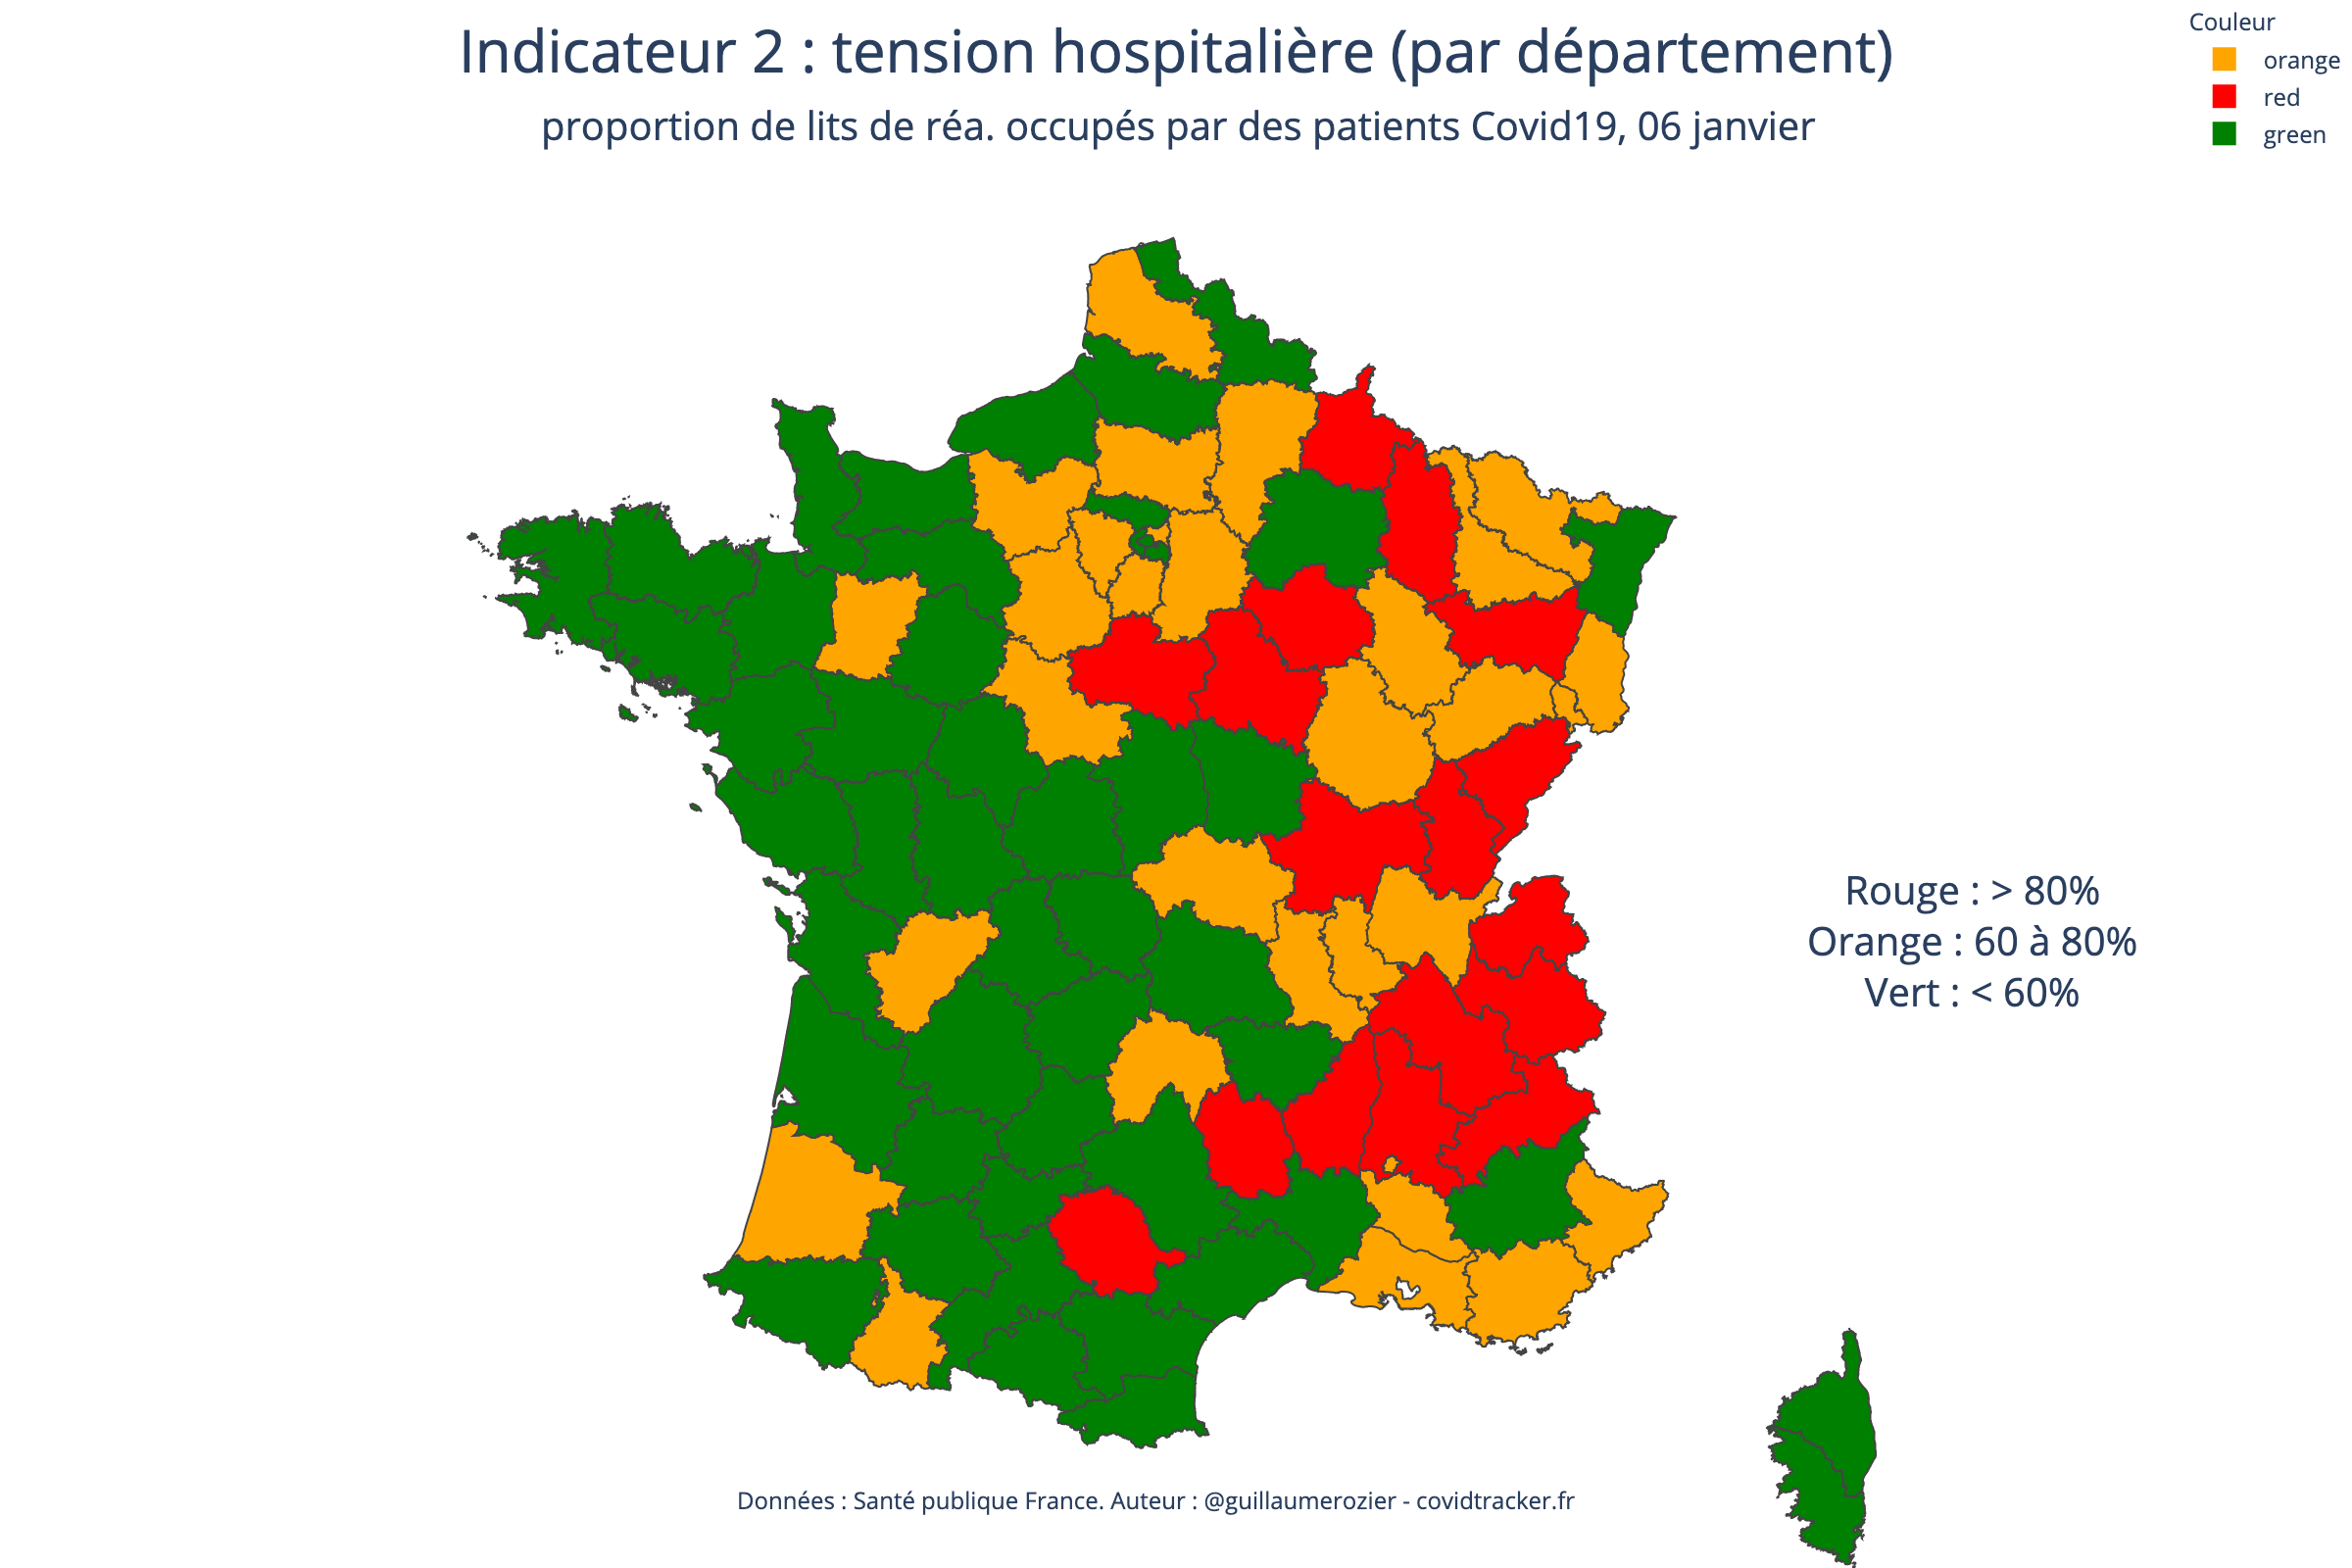 Indicateur 2 : tension hospitalière (par département)
proportion de lits de réa. occupés par des patients Covid19, 06 janvier
Couleur
orange
red
green
Rouge : > 80%
Orange : 60 à 80%
Vert : < 60%
Données : Santé publique France. Auteur : @guillaumerozier - covidtracker.fr